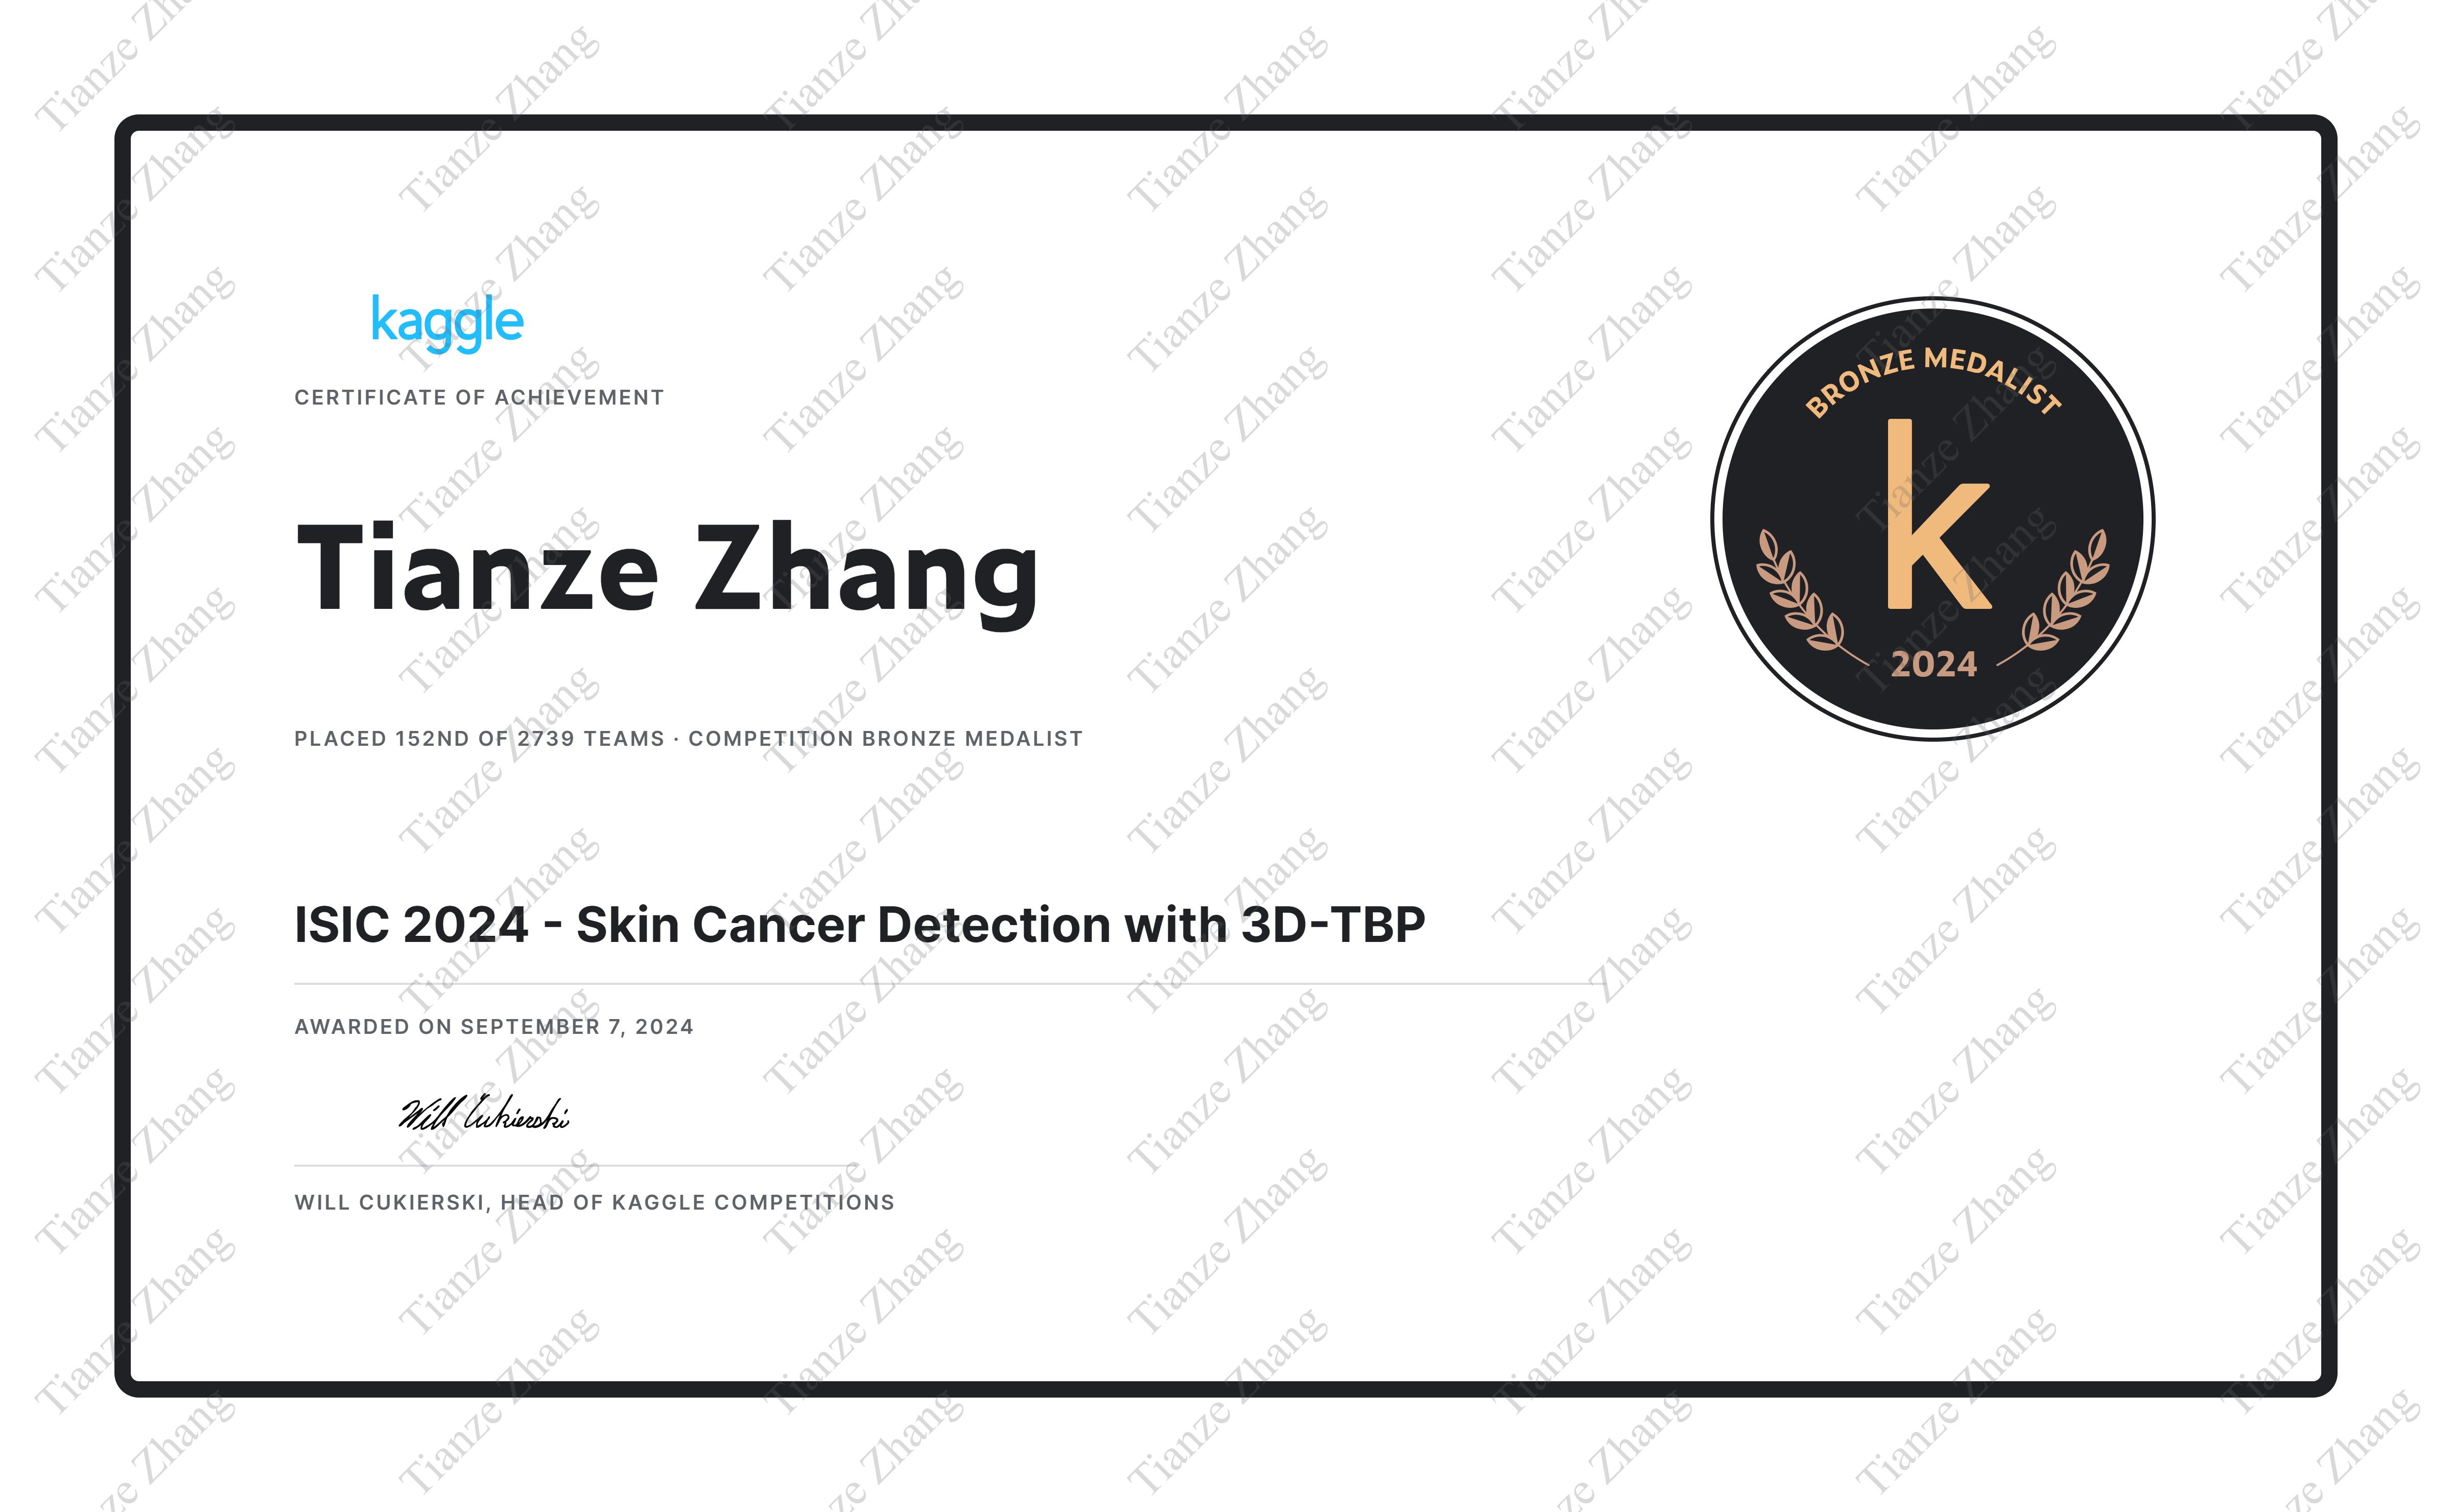 kaggle
CERTIFICATE OF ACHIEVEMENT
BRONZE MEDALIST
k
2024
Tianze Zhang
PLACED 152ND OF 2739 TEAMS · COMPETITION BRONZE MEDALIST
ISIC 2024 - Skin Cancer Detection with 3D-TBP
AWARDED ON SEPTEMBER 7, 2024
Will Cukierski
WILL CUKIERSKI, HEAD OF KAGGLE COMPETITIONS
Tianze Zhang